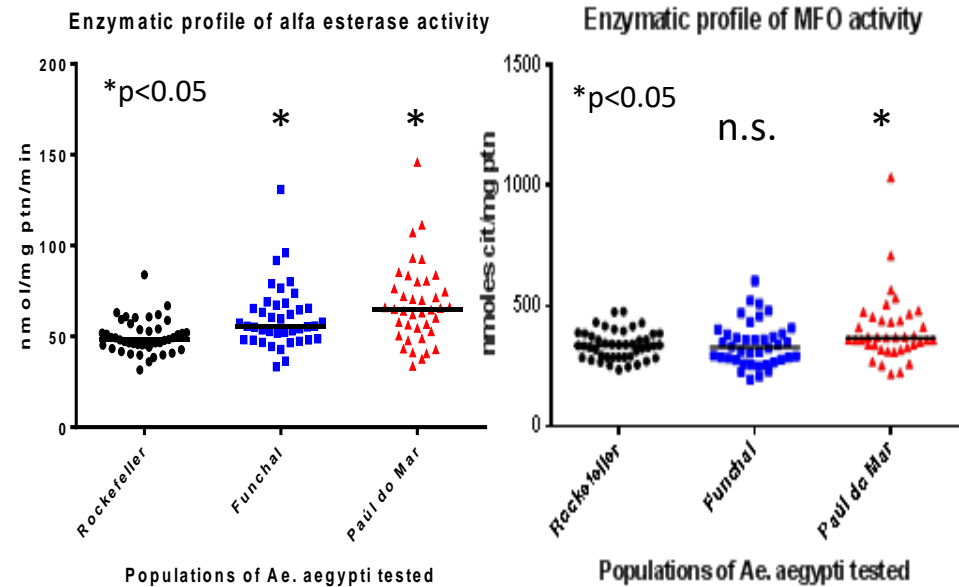 Enzymatic profile of alfa esterase activity
200
150
100
50
0
nmol/mg ptn/min
*p<0.05
*
*
Rockefeller
Funchal
Paúl do Mar
Populations of Ae. aegypti tested
Enzymatic profile of MFO activity
1500
1000
500
0
nmoles cit/mg ptn
*p<0.05
n.s.
*
Rockefeller
Funchal
Paúl do Mar
Populations of Ae. aegypti tested